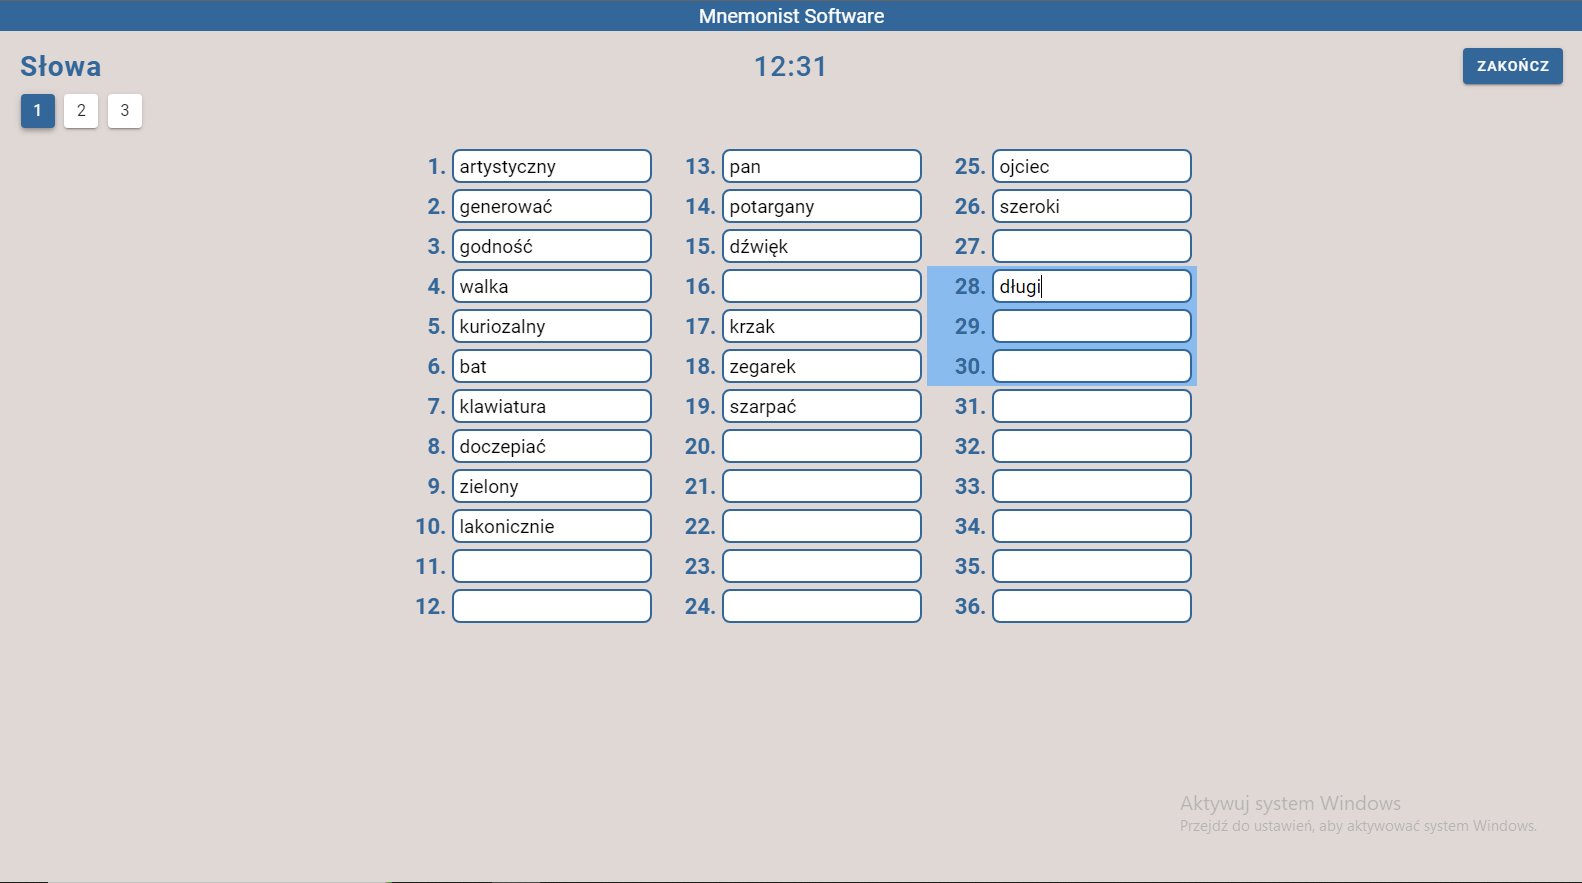 Mnemonist Software
Słowa
12:31
ZAKOŃCZ
1 2 3
1. artystyczny
2. generować
3. godność
4. walka
5. kuriozalny
6. bat
7. klawiatura
8. doczepiać
9. zielony
10. lakonicznie
11.
12.
13. pan
14. potargany
15. dźwięk
16.
17. krzak
18. zegarek
19. szarpać
20.
21.
22.
23.
24.
25. ojciec
26. szeroki
27.
28. długi
29.
30.
31.
32.
33.
34.
35.
36.
Aktywuj system Windows
Przejdź do ustawień, aby aktywować system Windows.